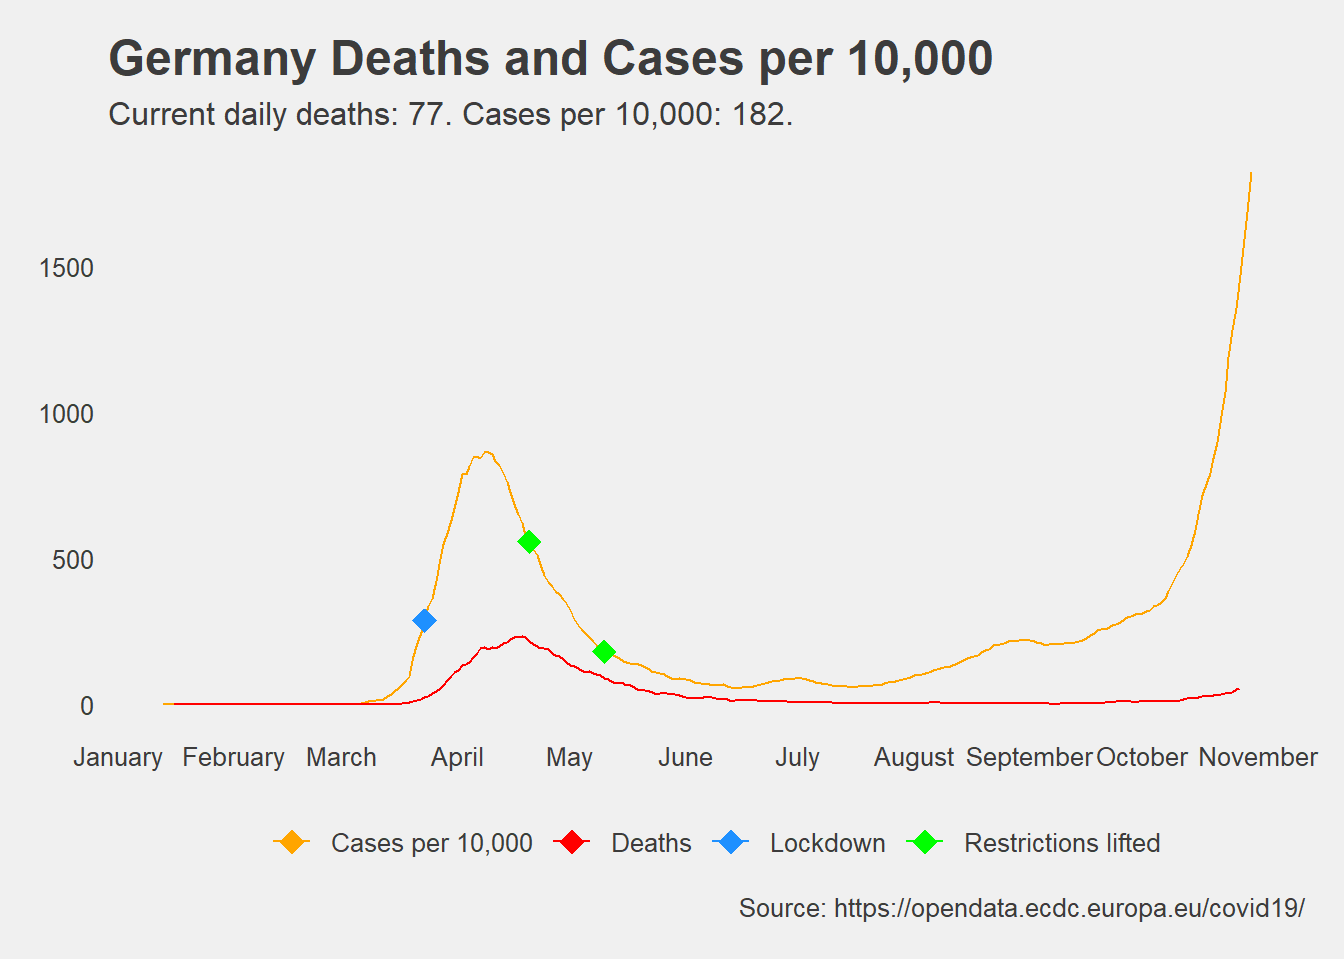 Germany Deaths and Cases per 10,000
Current daily deaths: 77. Cases per 10,000: 182.
1500
1000
500
0
January February March April May June July August September October November
Cases per 10,000 Deaths Lockdown Restrictions lifted
Source: https://opendata.ecdc.europa.eu/covid19/